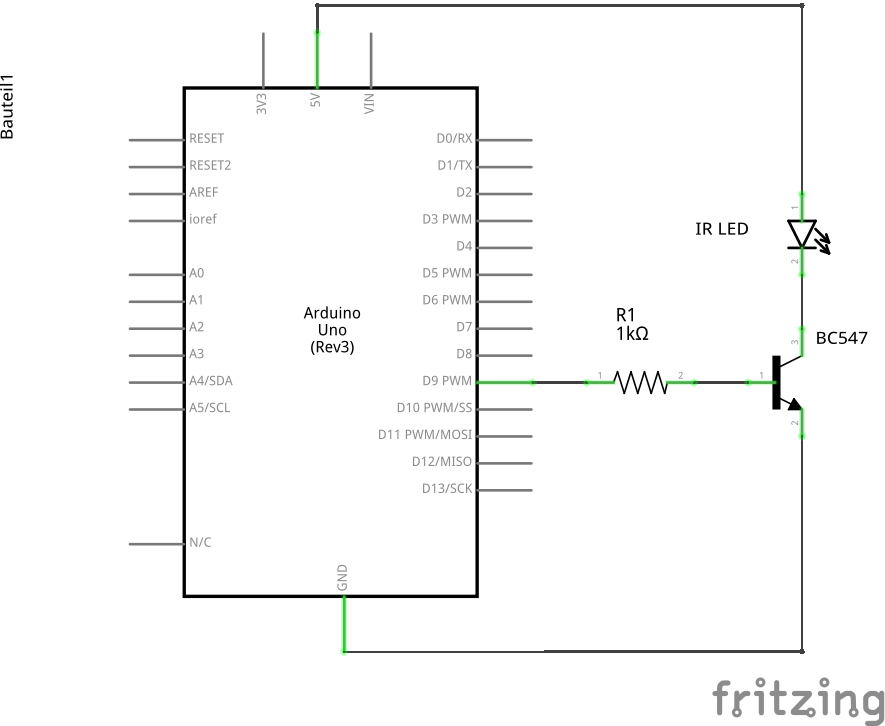 Bauteil1
3V3
5V
VIN
RESET
RESET2
AREF
ioref
A0
A1
A2
A3
A4/SDA
A5/SCL
N/C
Arduino
Uno
(Rev3)
D0/RX
D1/TX
D2
D3 PWM
D4
D5 PWM
D6 PWM
D7
D8
D9 PWM
D10 PWM/SS
D11 PWM/MOSI
D12/MISO
D13/SCK
GND
R1
1kΩ
1
2
1
IR LED
2
3
BC547
1
2
fritzing